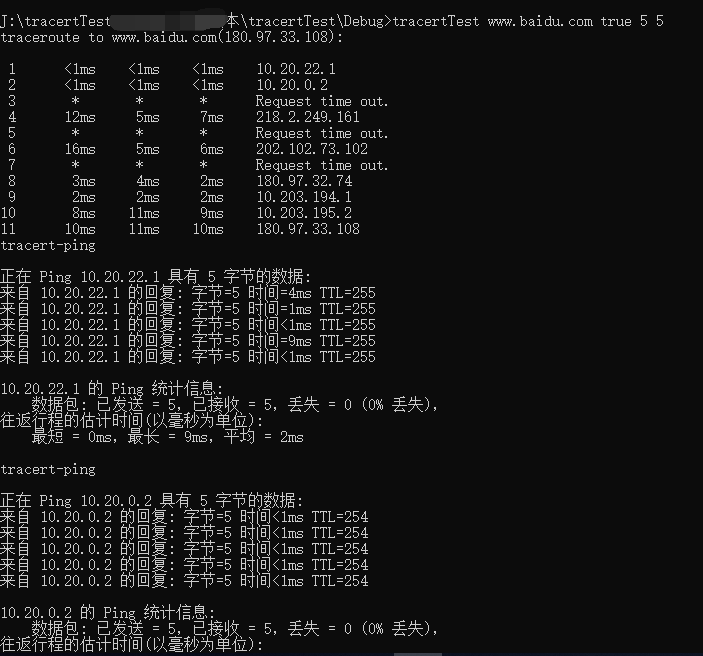 J:\tracertTest本\tracertTest\Debug>tracertTest www.baidu.com true 5 5
traceroute to www.baidu.com(180.97.33.108):
1 <1ms <1ms <1ms 10.20.22.1
2 <1ms <1ms <1ms 10.20.0.2
3 * * * Request time out.
4 12ms 5ms 7ms 218.2.249.161
5 * * * Request time out.
6 16ms 5ms 6ms 202.102.73.102
7 * * * Request time out.
8 3ms 4ms 2ms 180.97.32.74
9 2ms 2ms 2ms 10.203.194.1
10 8ms 11ms 9ms 10.203.195.2
11 10ms 11ms 10ms 180.97.33.108
tracert-ping
正在 Ping 10.20.22.1 具有 5 字节的数据:
来自 10.20.22.1 的回复: 字节=5 时间=4ms TTL=255
来自 10.20.22.1 的回复: 字节=5 时间=1ms TTL=255
来自 10.20.22.1 的回复: 字节=5 时间<1ms TTL=255
来自 10.20.22.1 的回复: 字节=5 时间=9ms TTL=255
来自 10.20.22.1 的回复: 字节=5 时间<1ms TTL=255
10.20.22.1 的 Ping 统计信息:
数据包: 已发送 = 5, 已接收 = 5, 丢失 = 0 (0% 丢失),
往返行程的估计时间(以毫秒为单位):
最短 = 0ms, 最长 = 9ms, 平均 = 2ms
tracert-ping
正在 Ping 10.20.0.2 具有 5 字节的数据:
来自 10.20.0.2 的回复: 字节=5 时间<1ms TTL=254
来自 10.20.0.2 的回复: 字节=5 时间<1ms TTL=254
来自 10.20.0.2 的回复: 字节=5 时间<1ms TTL=254
来自 10.20.0.2 的回复: 字节=5 时间<1ms TTL=254
来自 10.20.0.2 的回复: 字节=5 时间<1ms TTL=254
10.20.0.2 的 Ping 统计信息:
数据包: 已发送 = 5, 已接收 = 5, 丢失 = 0 (0% 丢失),
往返行程的估计时间(以毫秒为单位):